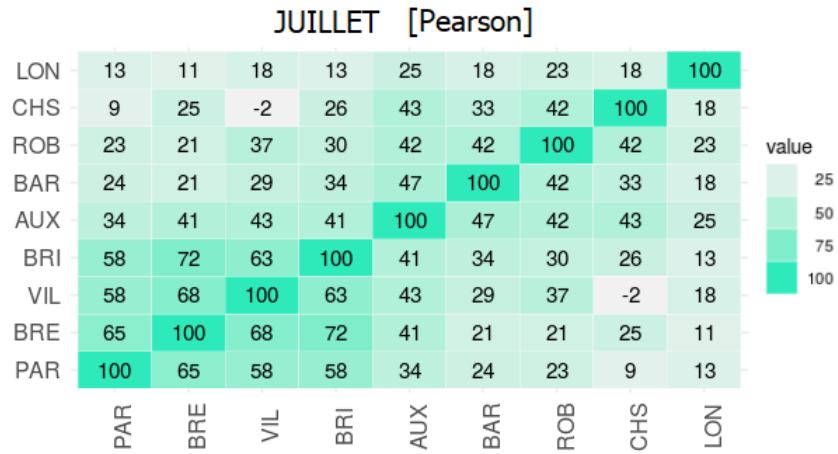 JUILLET [Pearson]
LON 13 11 18 13 25 18 23 18 100
CHS 9 25 -2 26 43 33 42 100 18
ROB 23 21 37 30 42 42 100 42 23
BAR 24 21 29 34 47 100 42 33 18
AUX 34 41 43 41 100 47 42 43 25
BRI 58 72 63 100 41 34 30 26 13
VIL 58 68 100 63 43 29 37 -2 18
BRE 65 100 68 72 41 21 21 25 11
PAR 100 65 58 58 34 24 23 9 13
PAR BRE VIL BRI AUX BAR ROB CHS LON
value
25
50
75
100